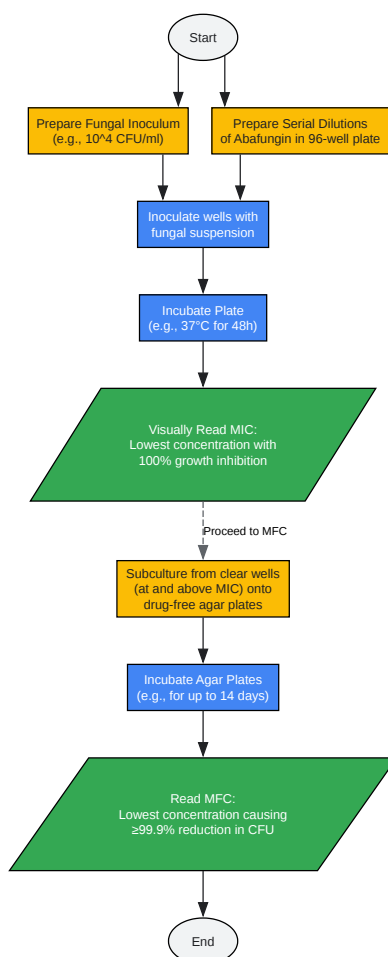 Start
Prepare Fungal Inoculum
(e.g., 10^4 CFU/ml)
Prepare Serial Dilutions
of Abafungin in 96-well plate
Inoculate wells with
fungal suspension
Incubate Plate
(e.g., 37°C for 48h)
Visually Read MIC:
Lowest concentration with
100% growth inhibition
Proceed to MFC
Subculture from clear wells
(at and above MIC) onto
drug-free agar plates
Incubate Agar Plates
(e.g., for up to 14 days)
Read MFC:
Lowest concentration causing
≥99.9% reduction in CFU
End